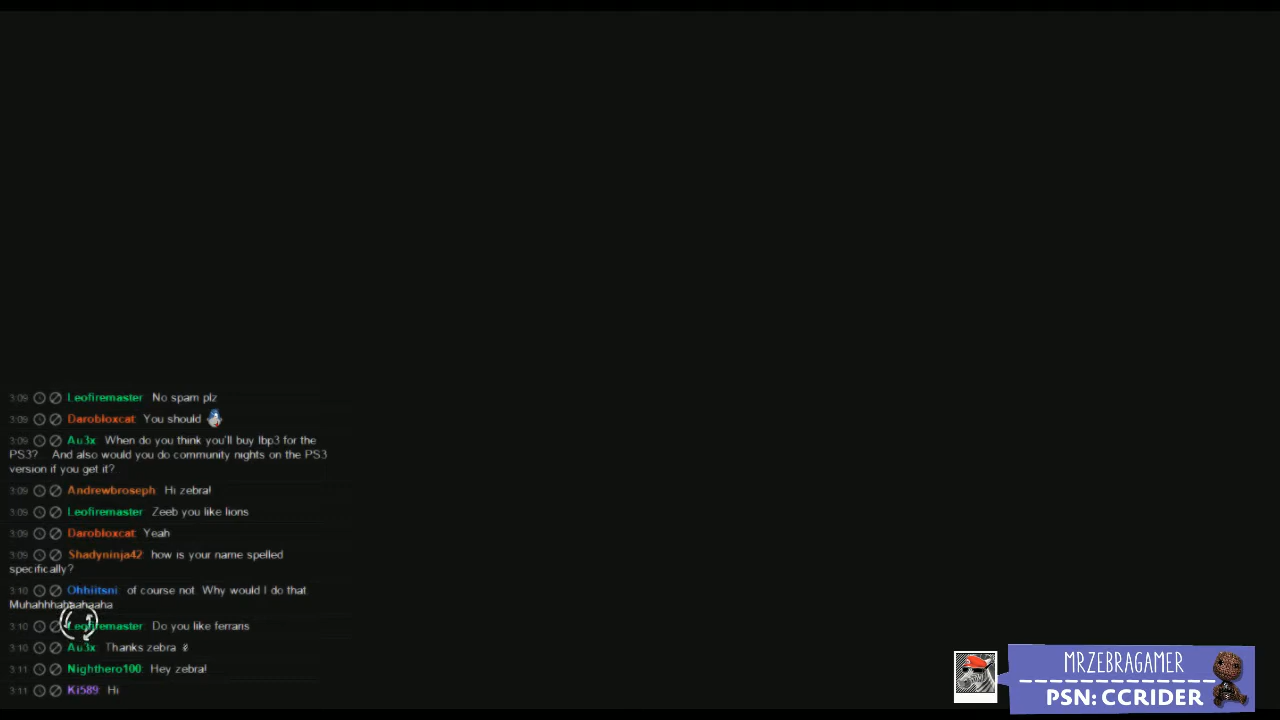 3:09 Leofiremaster: No spam plz
3:09 Darobloxcat: You should
3:09 Au3x: When do you think you'll buy lbp3 for the
PS3?... And also would you do community nights on the PS3
version if you get it?
3:09 Andrewbroseph: Hi zebra!
3:09 Leofiremaster: Zeeb you like lions
3:09 Darobloxcat: Yeah
3:09 Shadyninja42: how is your name spelled
specifically?
3:10 Ohhiitsni: of course not. Why would I do that
3:10 Leofiremaster: Do you like ferraris
3:10 Au3x: Thanks zebra
3:11 Nighthero100: Hey zebra!
3:11 Ki589: Hi
MRZEBRAGAMER
PSN: CCRIDER